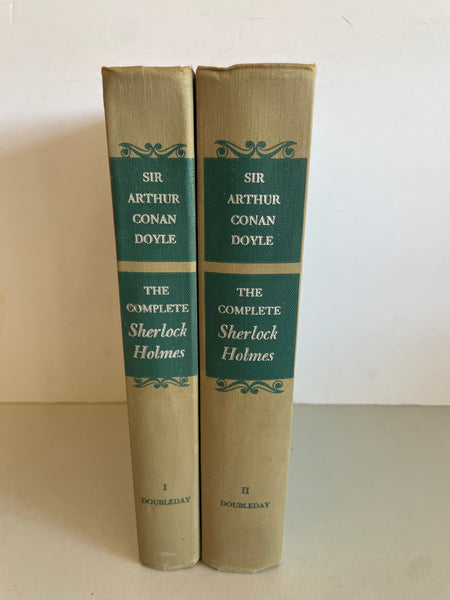 SIR
ARTHUR
CONAN
DOYLE
THE
COMPLETE
Sherlock
Holmes
I
DOUBLEDAY
SIR
ARTHUR
CONAN
DOYLE
THE
COMPLETE
Sherlock
Holmes
II
DOUBLEDAY